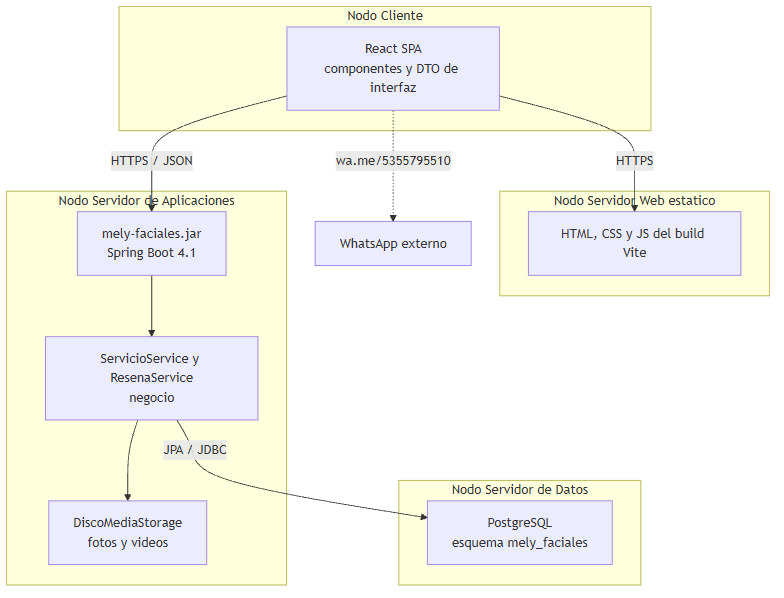 Nodo Cliente
React SPA
componentes y DTO de
interfaz
HTTPS / JSON
wa.me/5355795510
HTTPS
Nodo Servidor de Aplicaciones
mely-faciales.jar
Spring Boot 4.1
WhatsApp externo
Nodo Servidor Web estatico
HTML, CSS y JS del build
Vite
ServicioService y
ResenaService
negocio
JPA / JDBC
DiscoMediaStorage
fotos y videos
Nodo Servidor de Datos
PostgreSQL
esquema mely_faciales